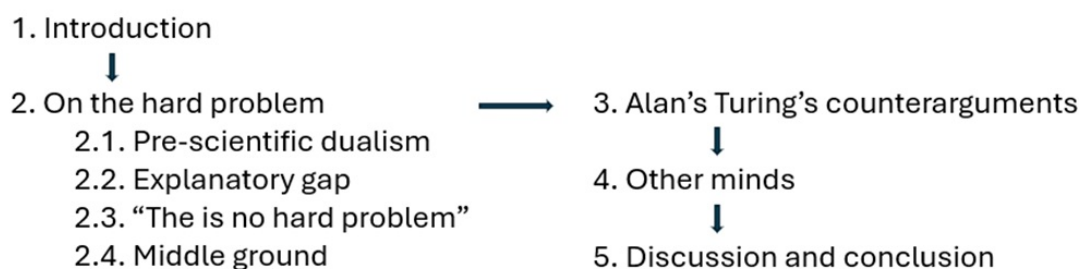 1. Introduction
2. On the hard problem
2.1. Pre-scientific dualism
2.2. Explanatory gap
2.3. “The is no hard problem”
2.4. Middle ground
3. Alan’s Turing’s counterarguments
4. Other minds
5. Discussion and conclusion